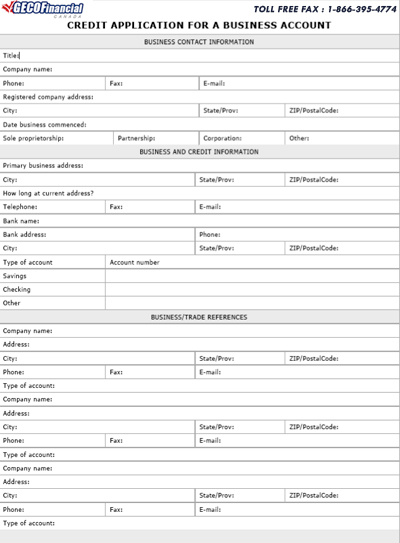 GECOFinancial
CANADA
TOLL FREE FAX : 1-866-395-4774
CREDIT APPLICATION FOR A BUSINESS ACCOUNT
BUSINESS CONTACT INFORMATION
Title:
Company name:
Phone: Fax: E-mail:
Registered company address:
City: State/Prov: ZIP/PostalCode:
Date business commenced:
Sole proprietorship: Partnership: Corporation: Other:
BUSINESS AND CREDIT INFORMATION
Primary business address:
City: State/Prov: ZIP/PostalCode:
How long at current address?
Telephone: Fax: E-mail:
Bank name:
Bank address: Phone:
City: State/Prov: ZIP/PostalCode:
Type of account Account number
Savings
Checking
Other
BUSINESS/TRADE REFERENCES
Company name:
Address:
City: State/Prov: ZIP/PostalCode:
Phone: Fax: E-mail:
Type of account:
Company name:
Address:
City: State/Prov: ZIP/PostalCode:
Phone: Fax: E-mail:
Type of account:
Company name:
Address:
City: State/Prov: ZIP/PostalCode:
Phone: Fax: E-mail:
Type of account: